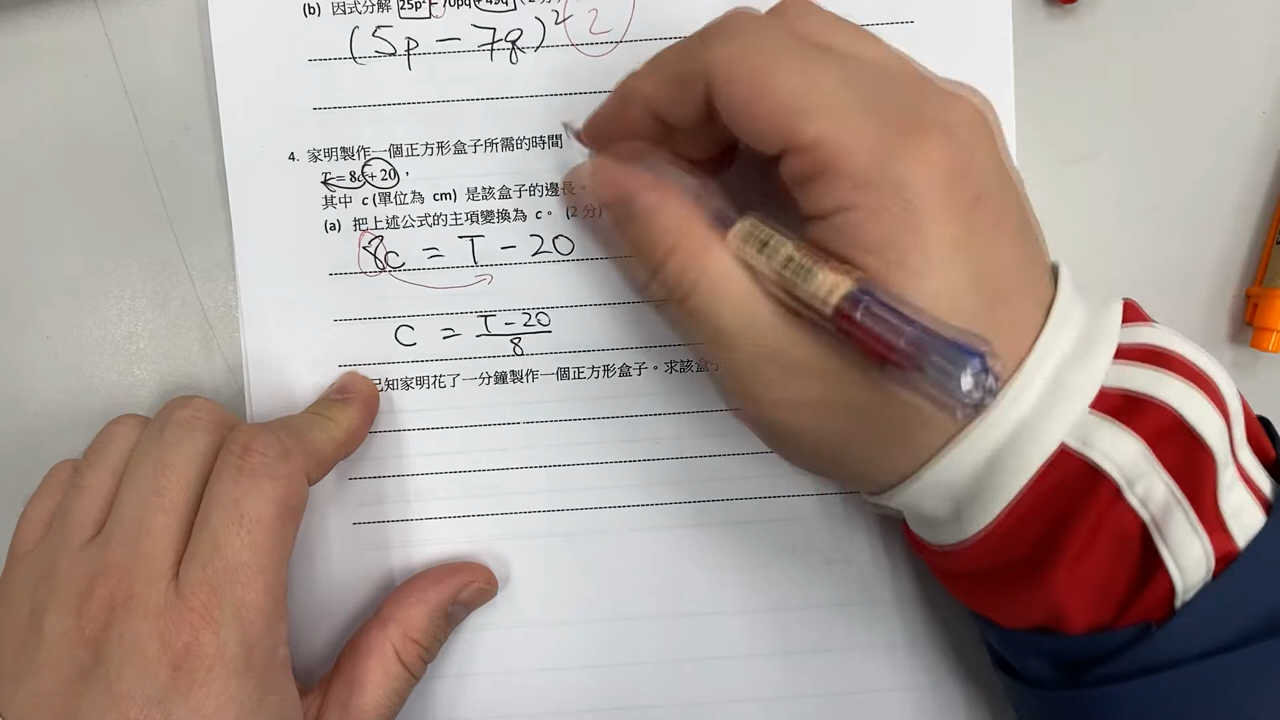 (b) 因式分解 25p² – 70pq + 49q
(5p – 7q)² 2
4. 家明製作一個正方形盒子所需的時間
T = 8c + 20，
其中 c (單位為 cm) 是該盒子的邊長。
(a) 把上述公式的主項變換為 c。 (2 分)
8c = T – 20
C = (T – 20)/8
已知家明花了一分鐘製作一個正方形盒子。求該盒